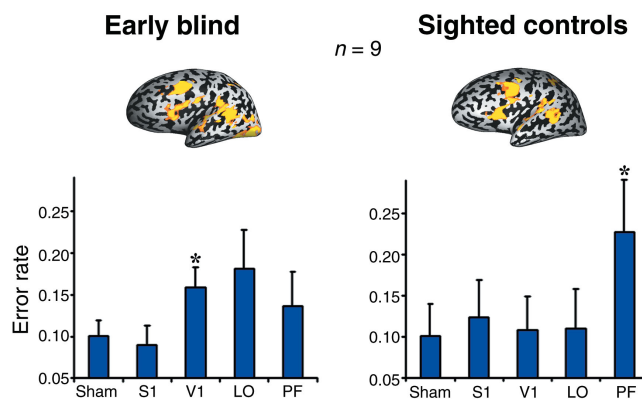 Early blind
Sighted controls
n = 9
Error rate
0.25
0.20
0.15
0.10
0.05
Sham S1 V1 LO PF
*
0.25
0.20
0.15
0.10
0.05
Sham S1 V1 LO PF
*